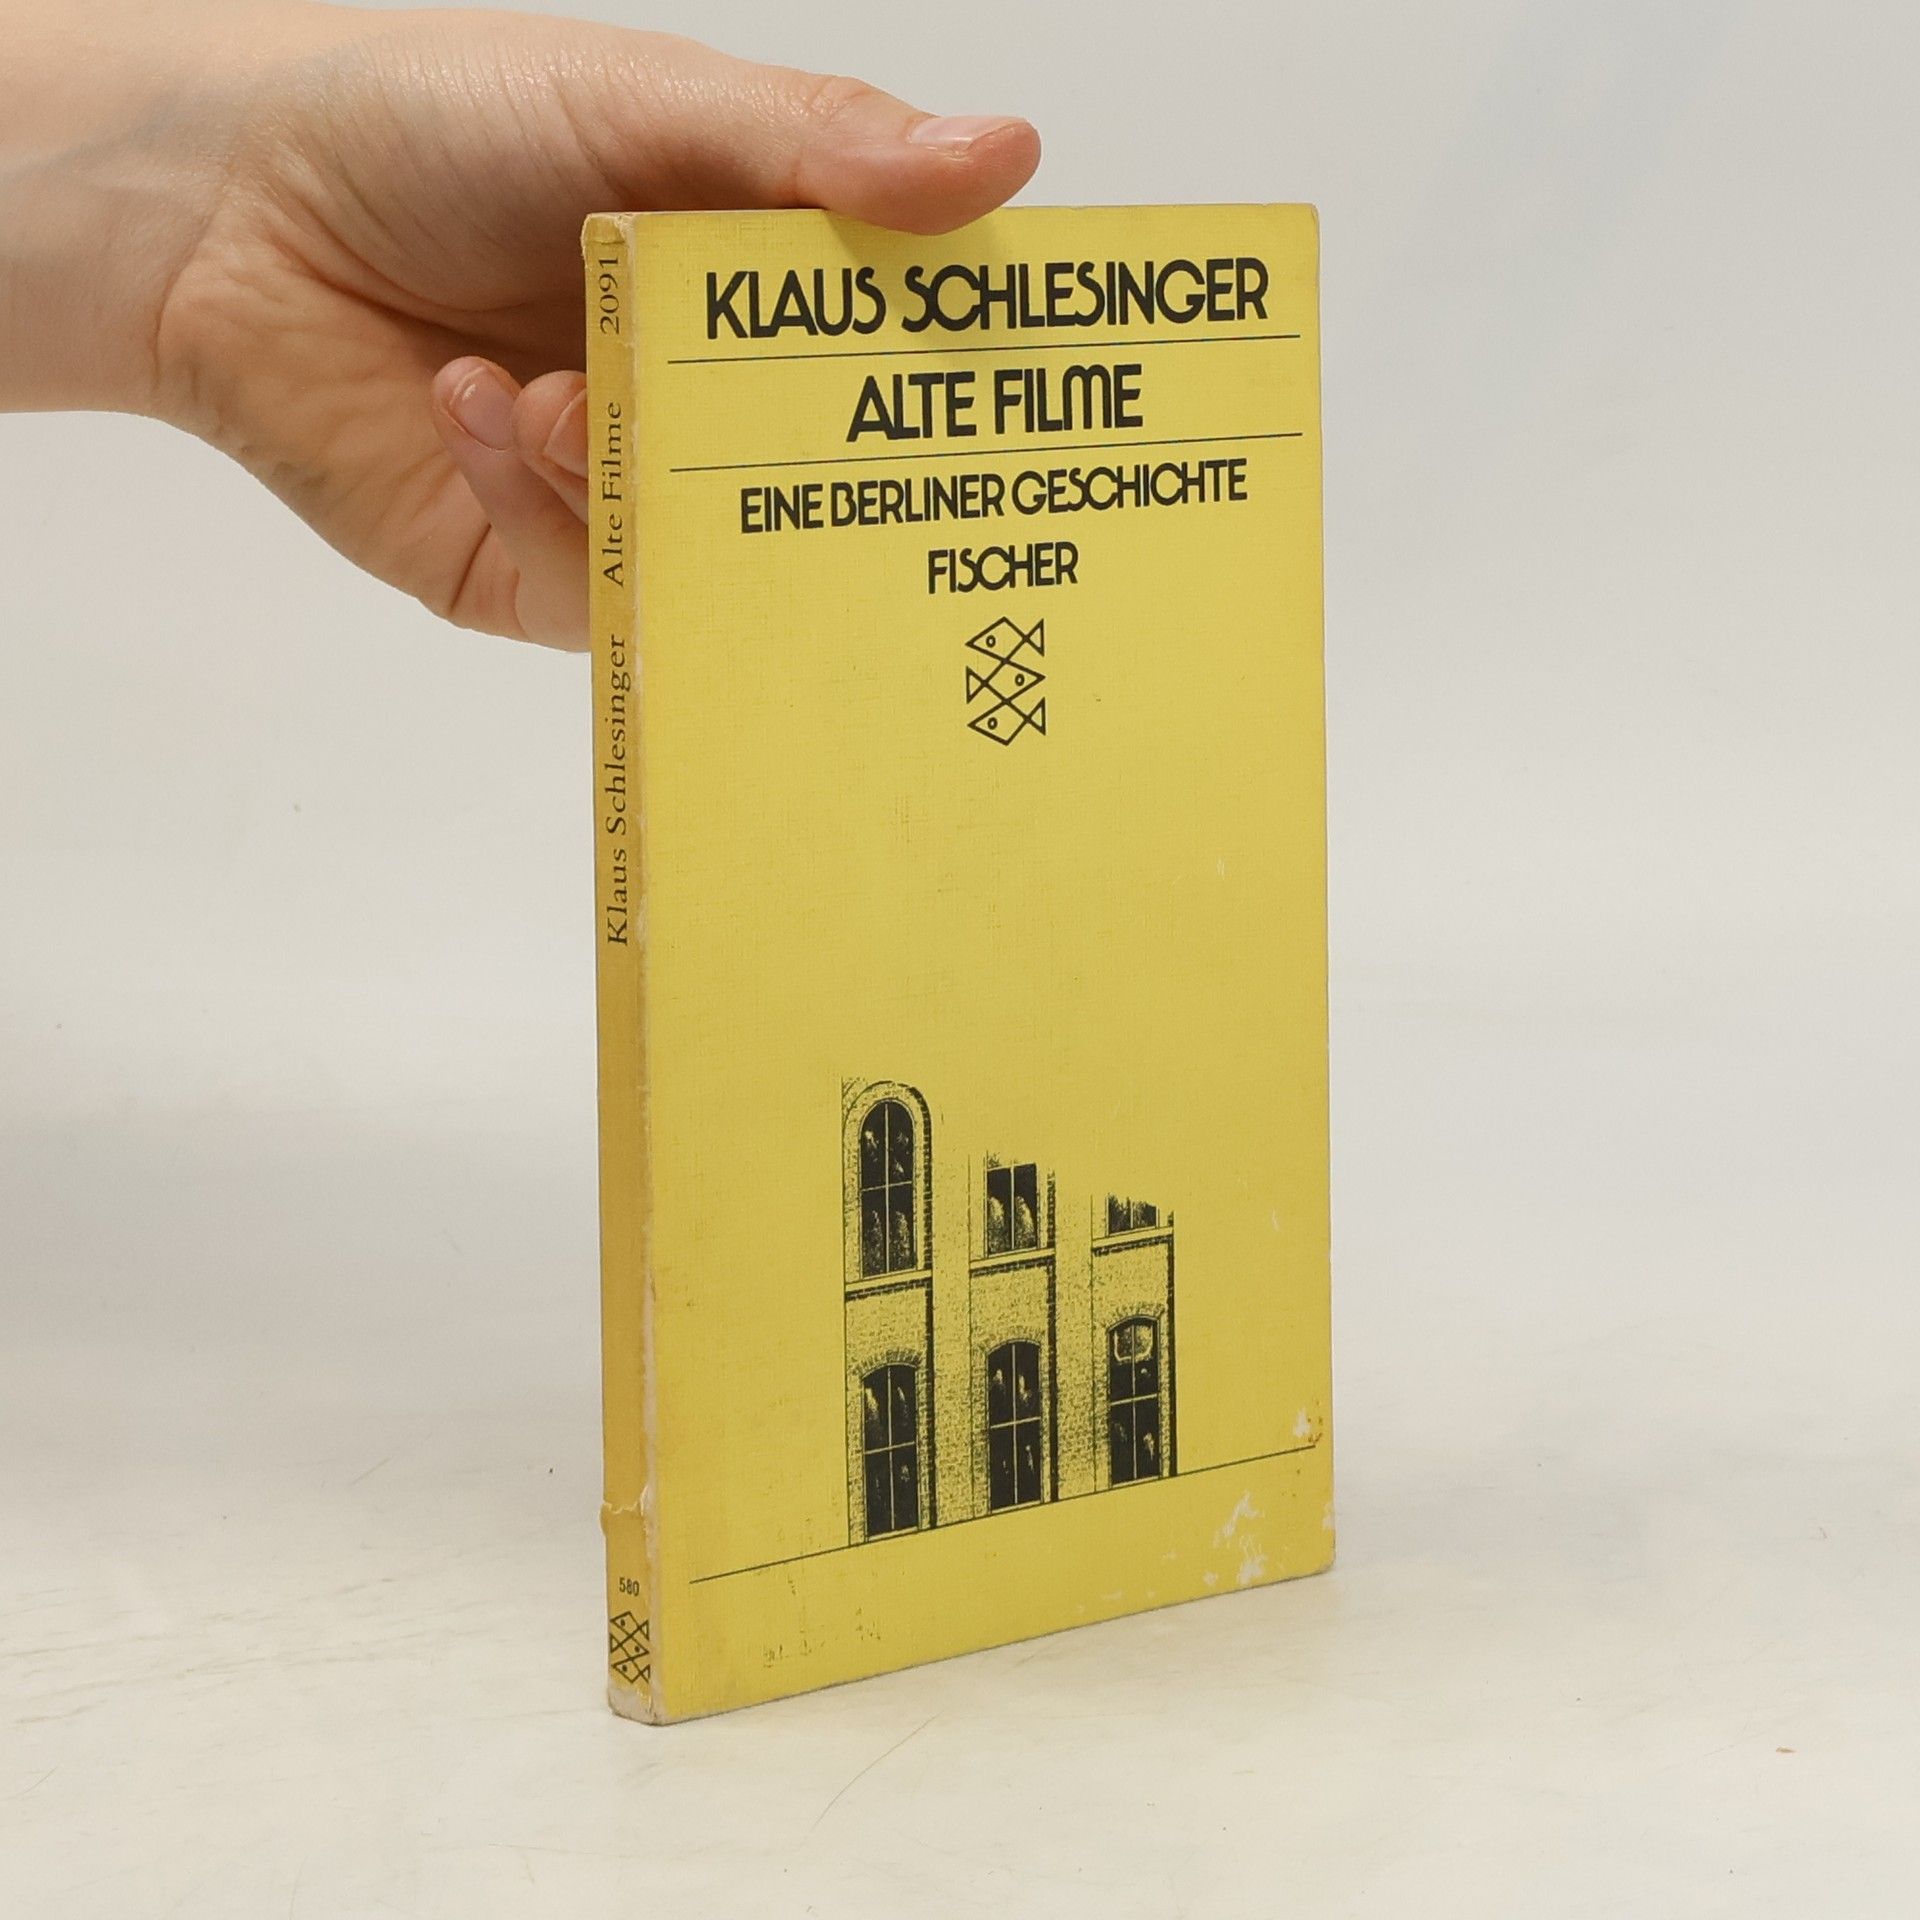 KLAUS SCHLESINGER
ALTE FILME
EINE BERLINER GESCHICHTE
FISCHER
Klaus Schlesinger Alte Filme 2091
580